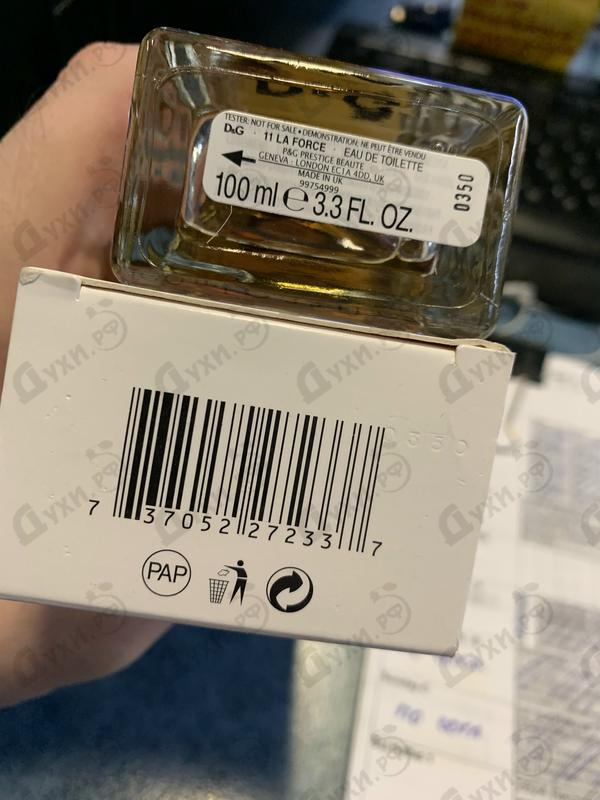 D&G
TESTER: NOT FOR SALE • DEMONSTRATION: NE PEUT ÊTRE VENDU
D&G · 11 LA FORCE · EAU DE TOILETTE
P&G PRESTIGE BEAUTE
GENEVA · LONDON EC1A 4DD, UK
MADE IN UK
99754999
100 ml e 3.3 FL. OZ.
0350
0350
7 37052 27233 7
PAP
Духи.рф